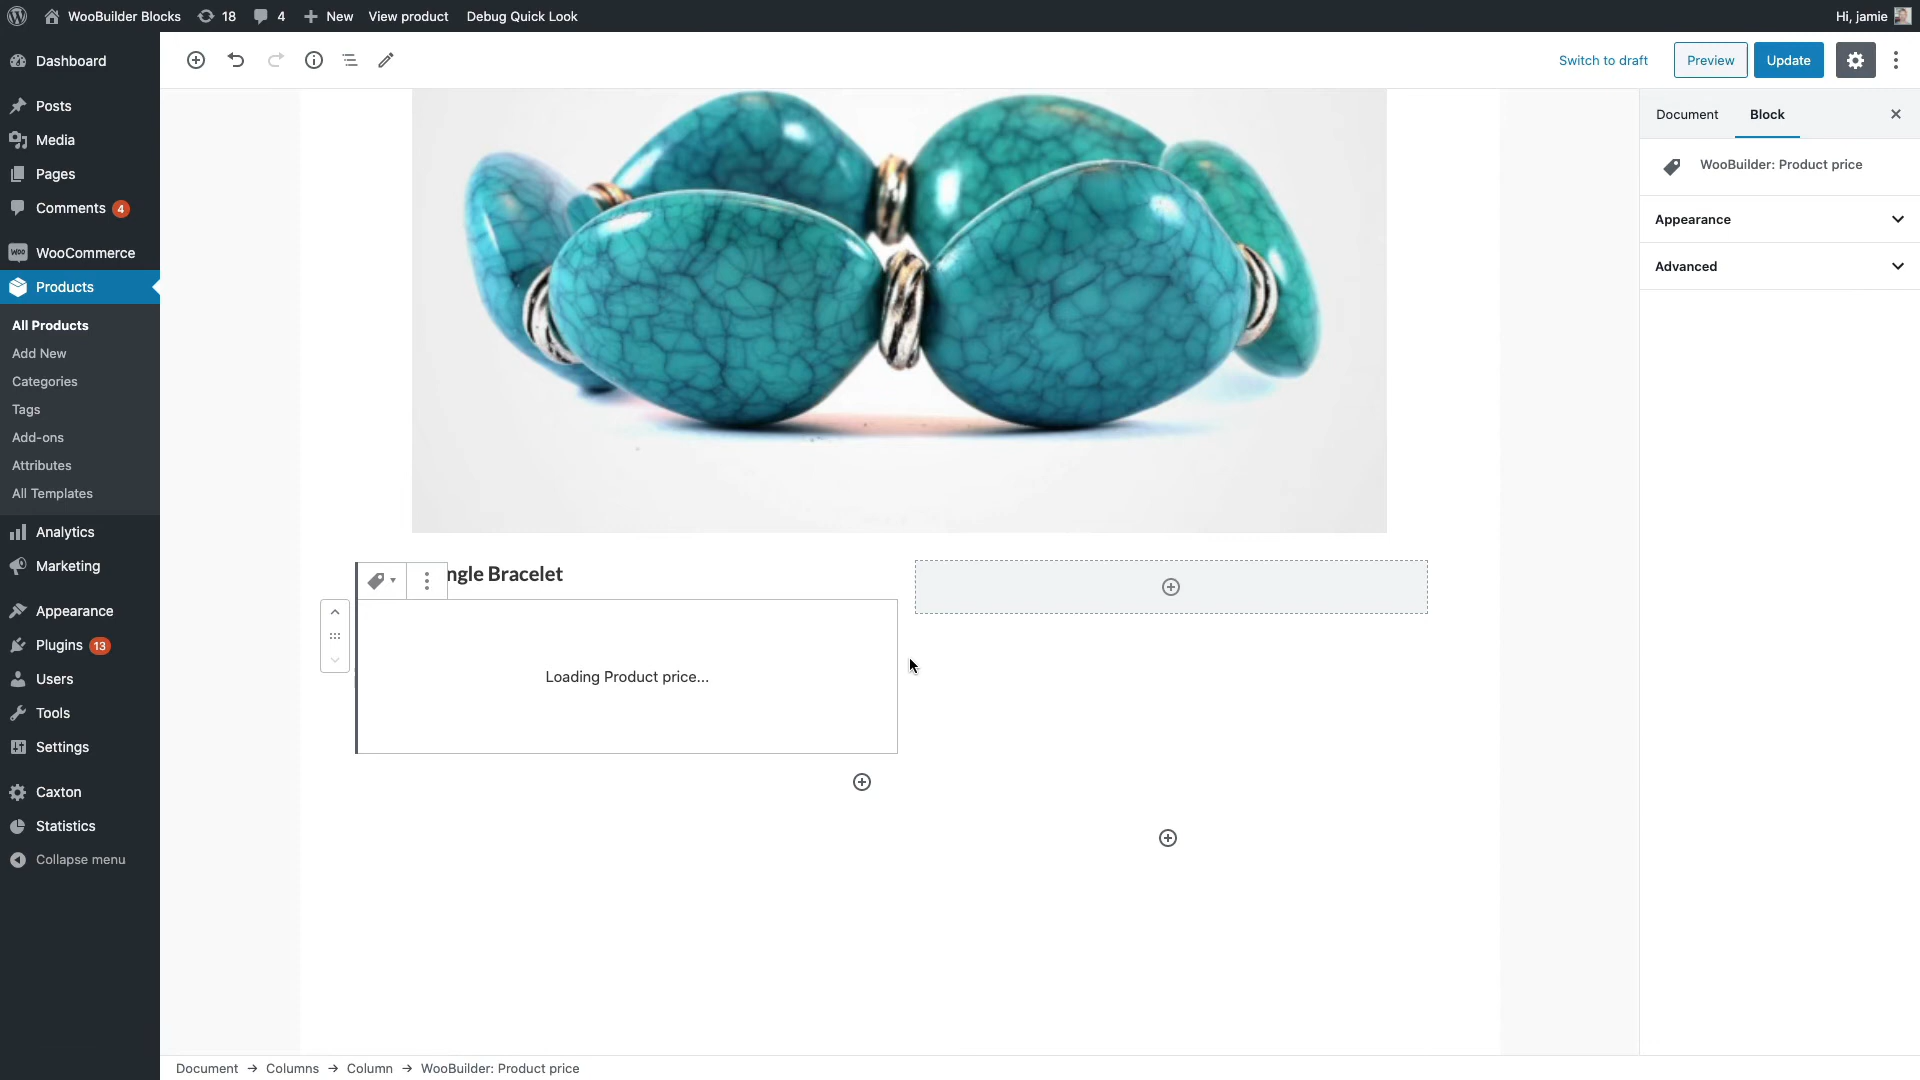 WooBuilder Blocks 18 4 New View product Debug Quick Look Hi, jamie
Dashboard
Posts
Media
Pages
Comments 4
WooCommerce
Products
All Products
Add New
Categories
Tags
Add-ons
Attributes
All Templates
Analytics
Marketing
Appearance
Plugins 13
Users
Tools
Settings
Caxton
Statistics
Collapse menu
Switch to draft Preview Update
ngle Bracelet
Loading Product price...
Document Block
WooBuilder: Product price
Appearance
Advanced
Document → Columns → Column → WooBuilder: Product price